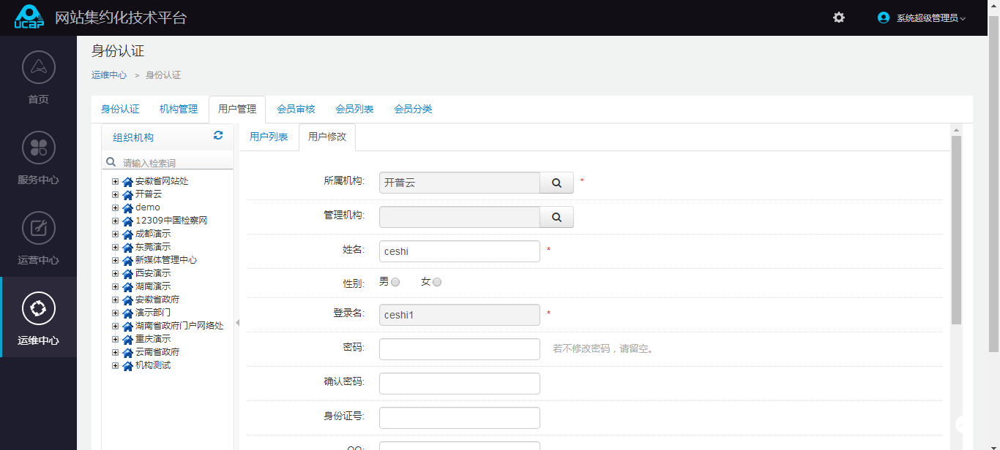 UCAP 网站集约化技术平台
系统超级管理员
首页
服务中心
运营中心
运维中心
身份认证
运维中心 > 身份认证
身份认证 机构管理 用户管理 会员审核 会员列表 会员分类
组织机构
请输入检索词
安徽省网站处
开普云
demo
12309中国检察网
成都演示
东莞演示
新媒体管理中心
西安演示
湖南演示
安徽省政府
演示部门
湖南省政府门户网络处
重庆演示
云南省政府
机构测试
用户列表 用户修改
所属机构: 开普云 *
管理机构:
姓名: ceshi *
性别: 男 女
登录名: ceshi1 *
密码: 若不修改密码，请留空。
确认密码:
身份证号:
QQ: